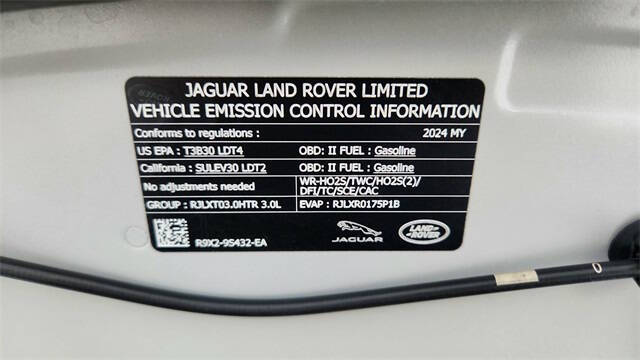 JAGUAR LAND ROVER LIMITED
VEHICLE EMISSION CONTROL INFORMATION
Conforms to regulations : 2024 MY
US EPA : T3B30 LDT4 OBD: II FUEL : Gasoline
California : SULEV30 LDT2 OBD: II FUEL : Gasoline
No adjustments needed WR-HO2S/TWC/HO2S(2)/
DFI/TC/SCE/CAC
GROUP : RJLXT03.0HTR 3.0L EVAP : RJLXR0175P1B
R9X2-9S432-EA
JAGUAR
LAND-
ROVER